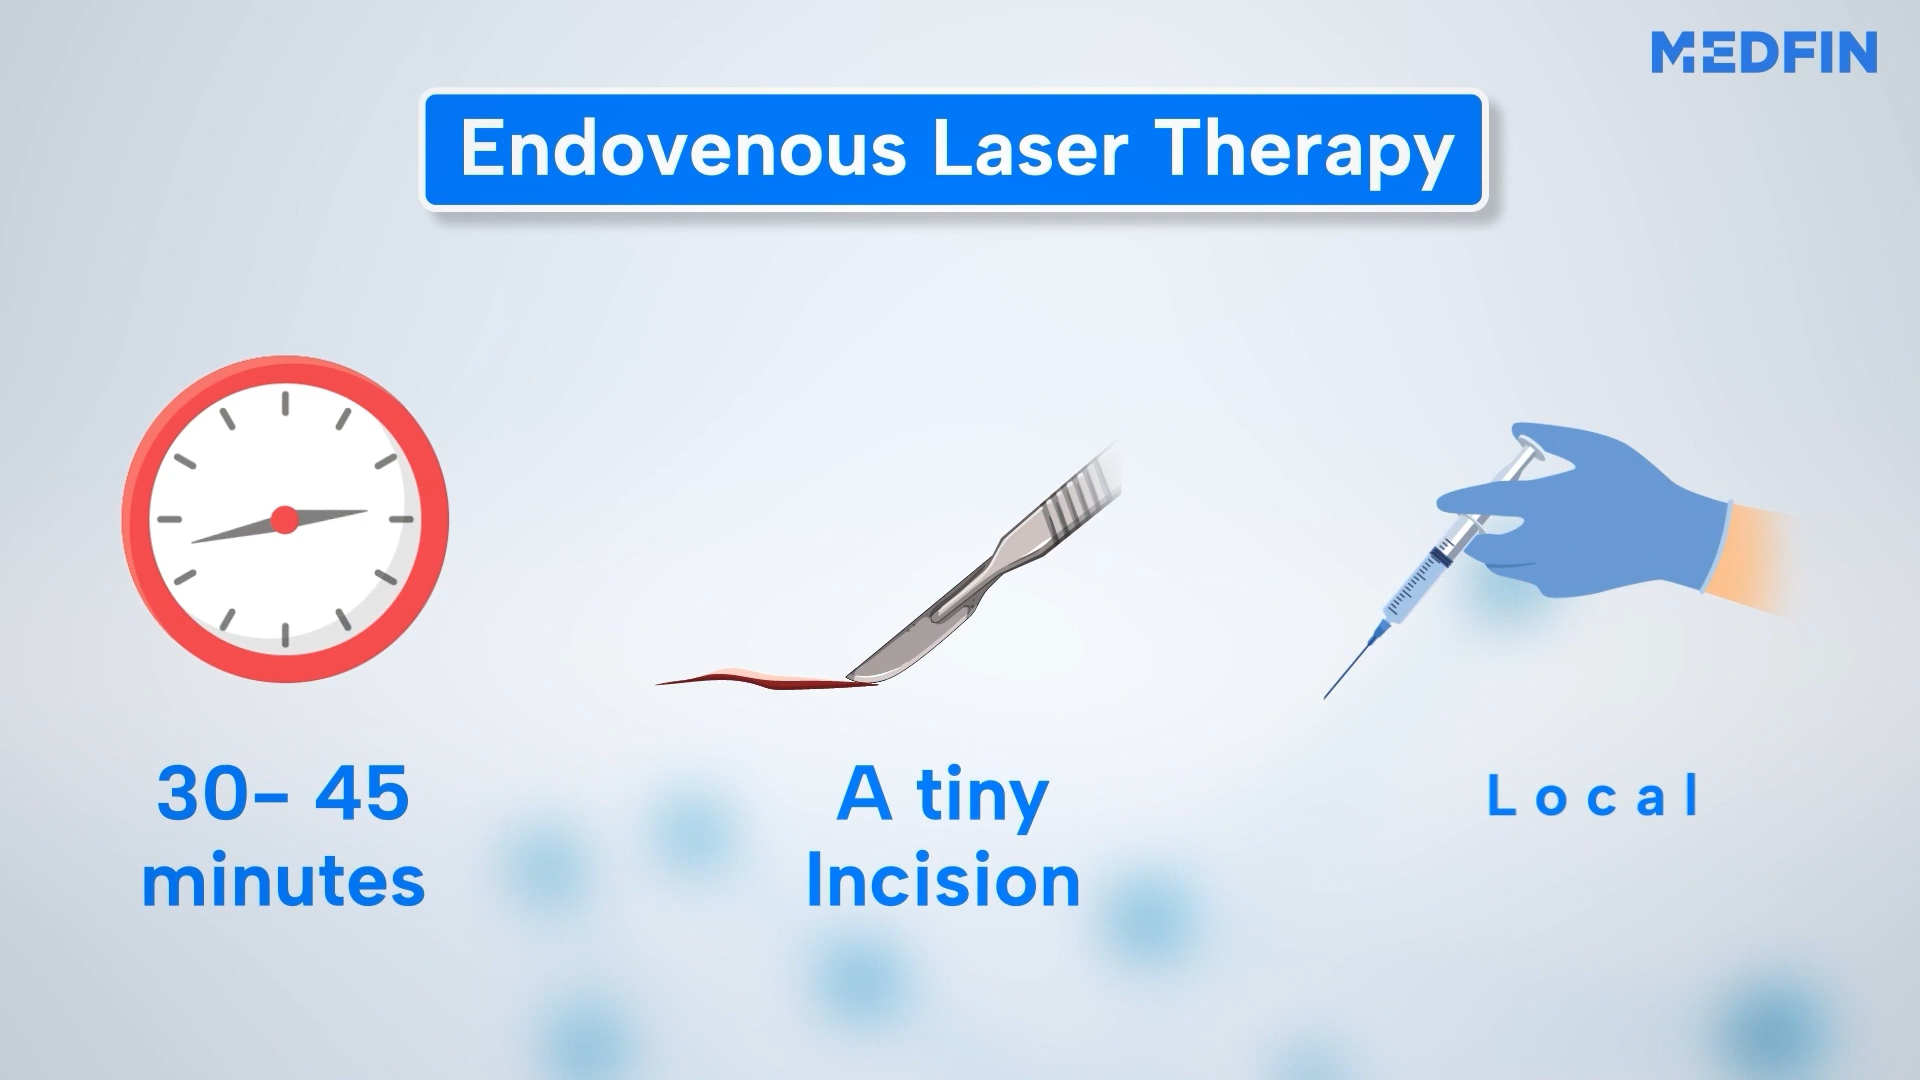 MEDFIN
Endovenous Laser Therapy
30- 45
minutes
A tiny
Incision
Local